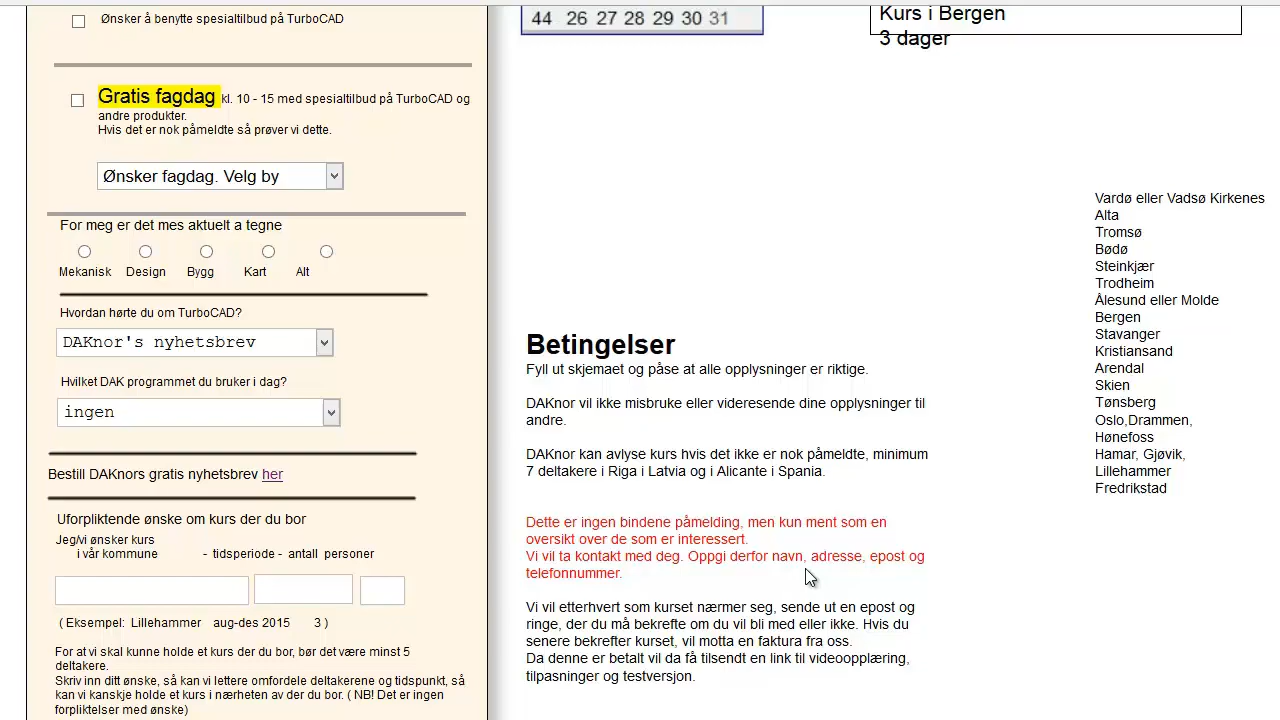 Ønsker å benytte spesialtilbud på TurboCAD
Gratis fagdag kl. 10 - 15 med spesialtilbud på TurboCAD og
andre produkter.
Hvis det er nok påmeldte så prøver vi dette.
Ønsker fagdag. Velg by
For meg er det mes aktuelt a tegne
Mekanisk Design Bygg Kart Alt
Hvordan hørte du om TurboCAD?
DAKnor's nyhetsbrev
Hvilket DAK programmet du bruker i dag?
ingen
Bestill DAKnors gratis nyhetsbrev her
Uforpliktende ønske om kurs der du bor
Jeg/vi ønsker kurs
i vår kommune - tidsperiode - antall personer
( Eksempel: Lillehammer aug-des 2015 3 )
For at vi skal kunne holde et kurs der du bor, bør det være minst 5
deltakere.
Skriv inn ditt ønske, så kan vi lettere omfordele deltakerene og tidspunkt, så
kan vi kanskje holde et kurs i nærheten av der du bor. ( NB! Det er ingen
forpliktelser med ønske)
44 26 27 28 29 30 31
Kurs i Bergen
3 dager
Betingelser
Fyll ut skjemaet og påse at alle opplysninger er riktige.
DAKnor vil ikke misbruke eller videresende dine opplysninger til
andre.
DAKnor kan avlyse kurs hvis det ikke er nok påmeldte, minimum
7 deltakere i Riga i Latvia og i Alicante i Spania.
Dette er ingen bindene påmelding, men kun ment som en
oversikt over de som er interessert.
Vi vil ta kontakt med deg. Oppgi derfor navn, adresse, epost og
telefonnummer.
Vi vil etterhvert som kurset nærmer seg, sende ut en epost og
ringe, der du må bekrefte om du vil bli med eller ikke. Hvis du
senere bekrefter kurset, vil motta en faktura fra oss.
Da denne er betalt vil da få tilsendt en link til videoopplæring,
tilpasninger og testversjon.
Vardø eller Vadsø Kirkenes
Alta
Tromsø
Bødø
Steinkjær
Trodheim
Ålesund eller Molde
Bergen
Stavanger
Kristiansand
Arendal
Skien
Tønsberg
Oslo,Drammen,
Hønefoss
Hamar, Gjøvik,
Lillehammer
Fredrikstad